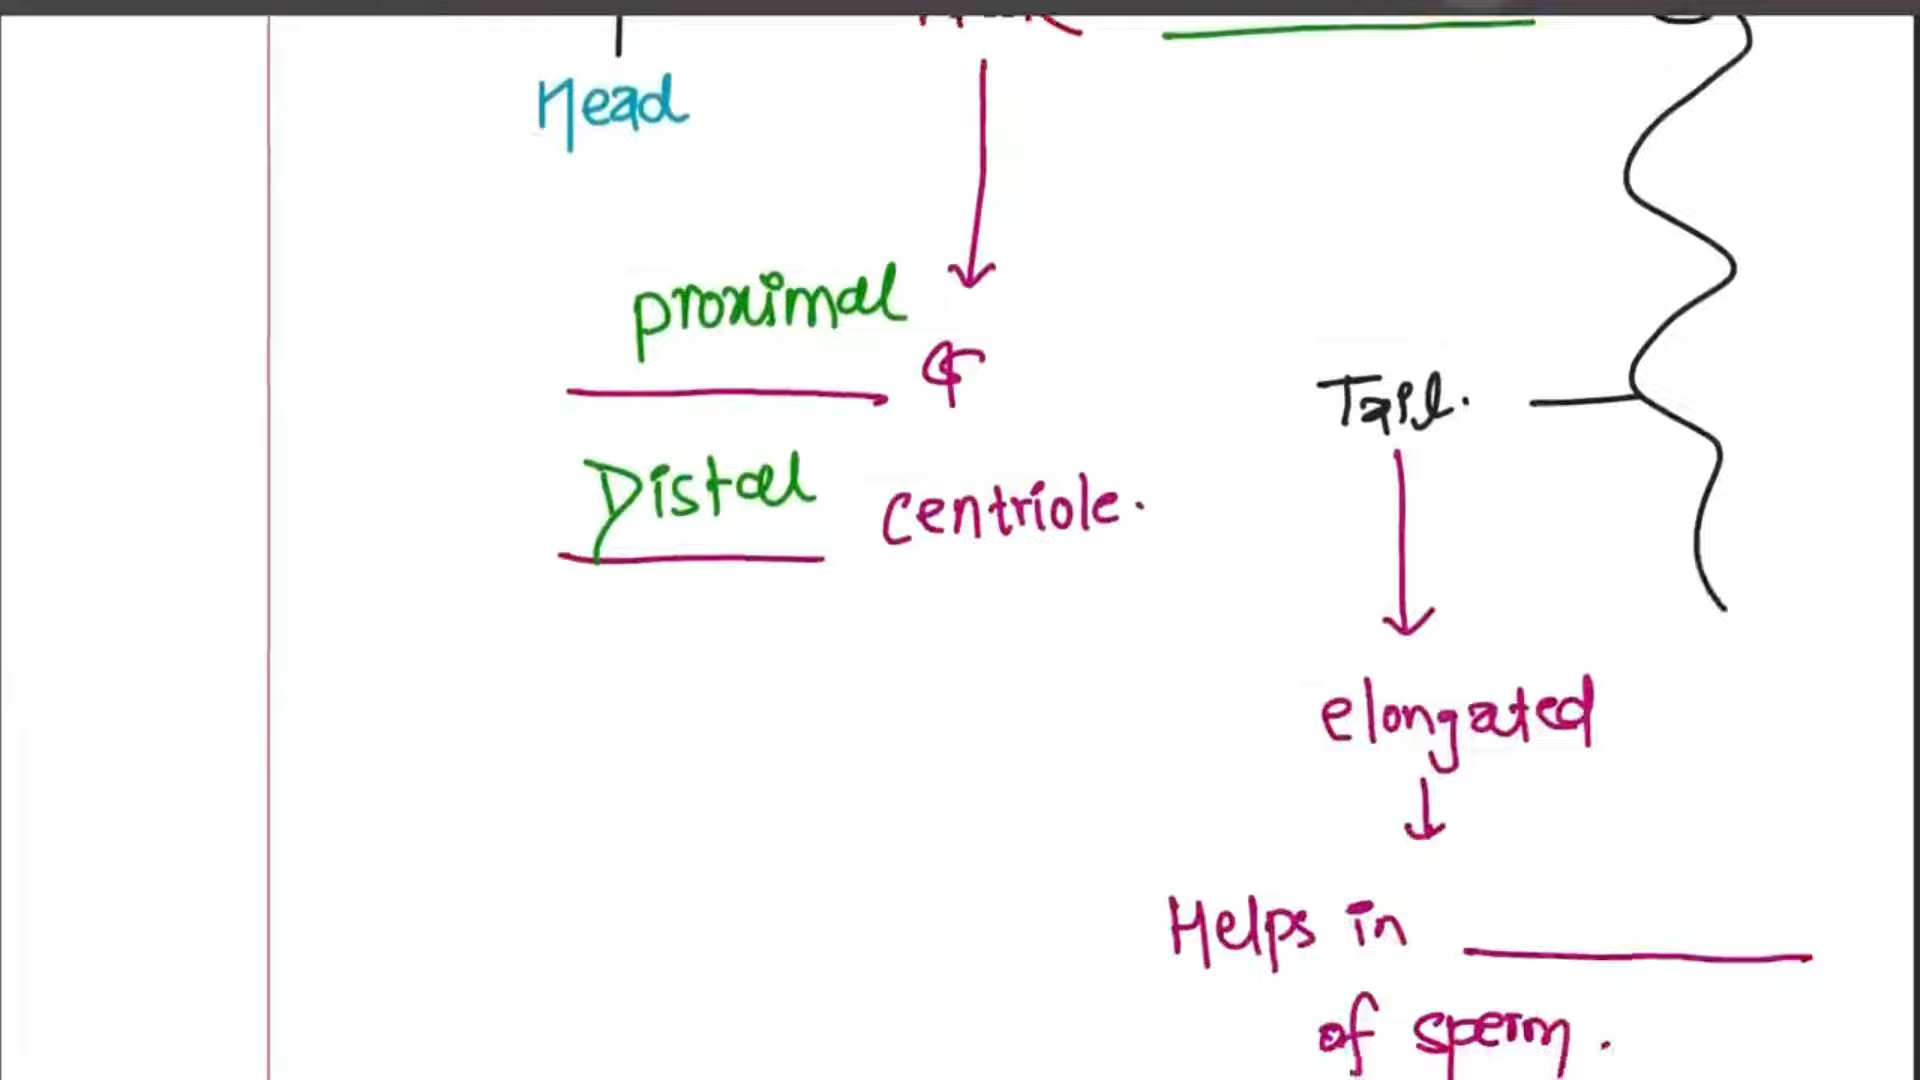 Head
proximal
&
Distal centriole.
Tail.
elongated
Helps in
of sperm.